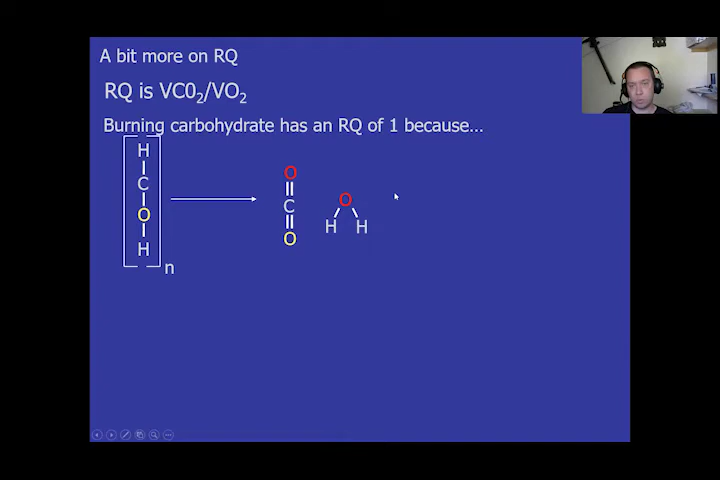 A bit more on RQ
RQ is VC0₂/VO₂
Burning carbohydrate has an RQ of 1 because...
H
C
O
H
n
O
C
O
O
H H